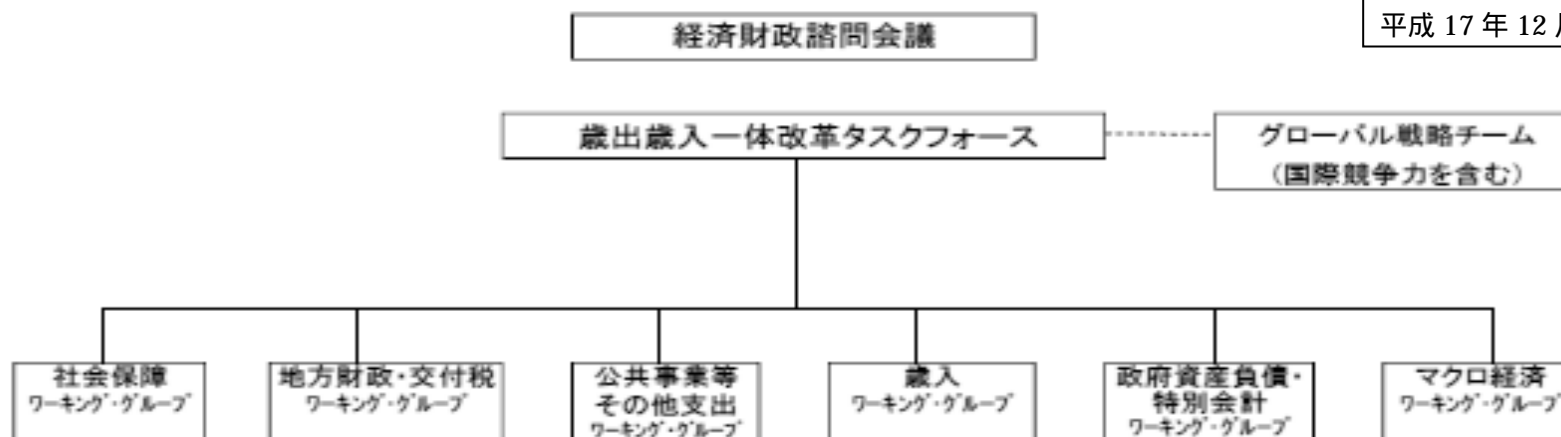 経済財政諮問会議
平成 17 年 12
歳出歳入一体改革タスクフォース
グローバル戦略チーム
（国際競争力を含む）
社会保障
ワーキング・グループ
地方財政・交付税
ワーキング・グループ
公共事業等
その他支出
ワーキング・グループ
歳入
ワーキング・グループ
政府資産負債・
特別会計
ワーキング・グループ
マクロ経済
ワーキング・グループ